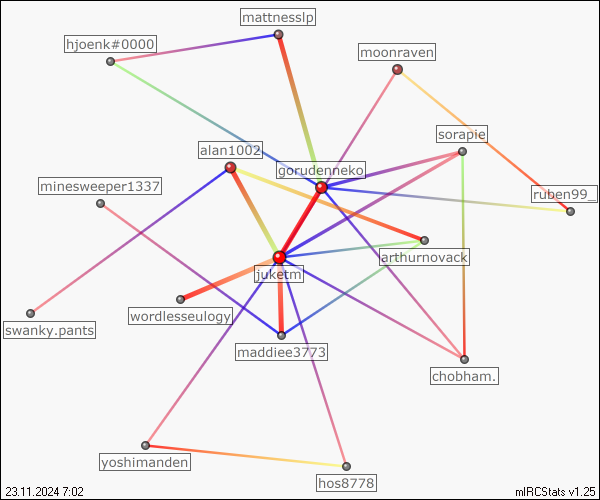 mattnesslp
hjoenk#0000
moonraven
sorapie
alan1002
gorudenneko
minesweeper1337
ruben99_
arthurnovack
juketm
wordlesseulogy
swanky.pants
maddiee3773
chobham.
yoshimanden
hos8778
23.11.2024 7:02
mIRCStats v1.25